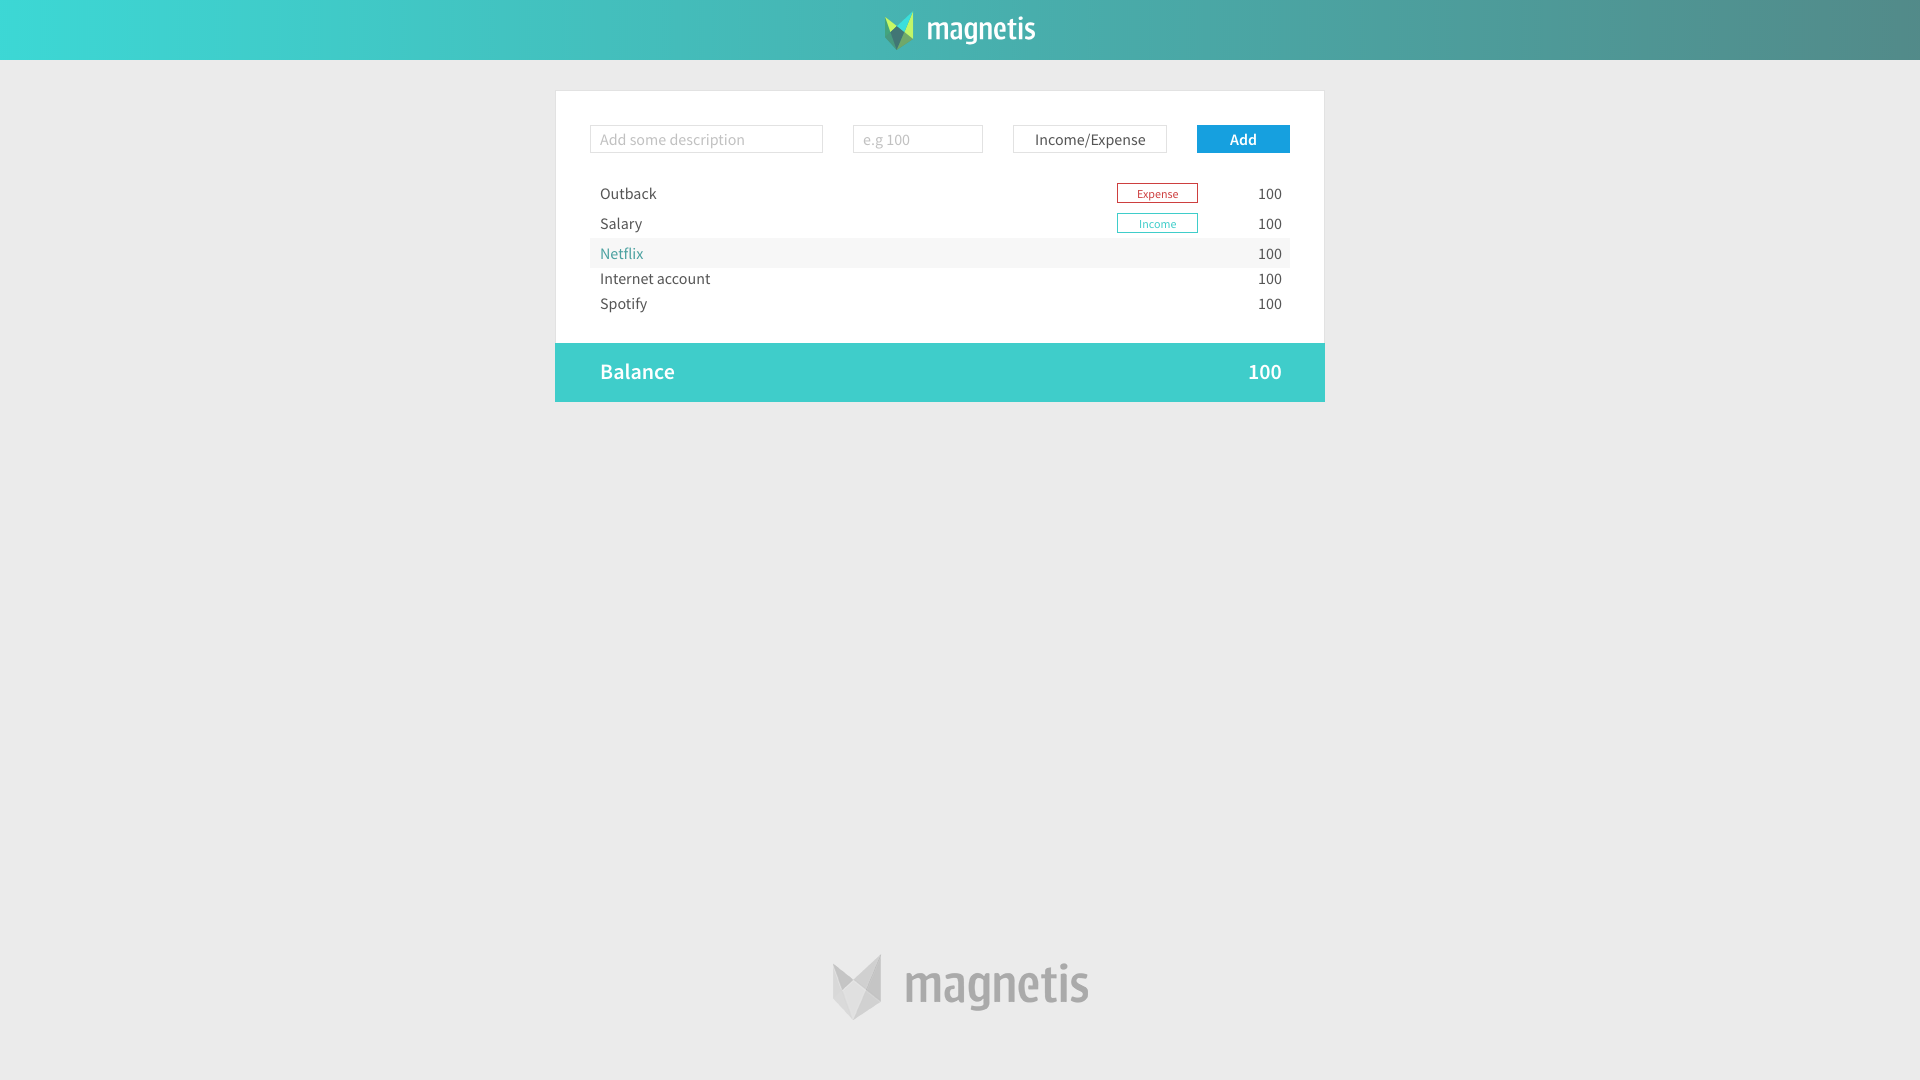 magnetis
Add some description e.g 100 Income/Expense Add
Outback Expense 100
Salary Income 100
Netflix 100
Internet account 100
Spotify 100
Balance 100
magnetis